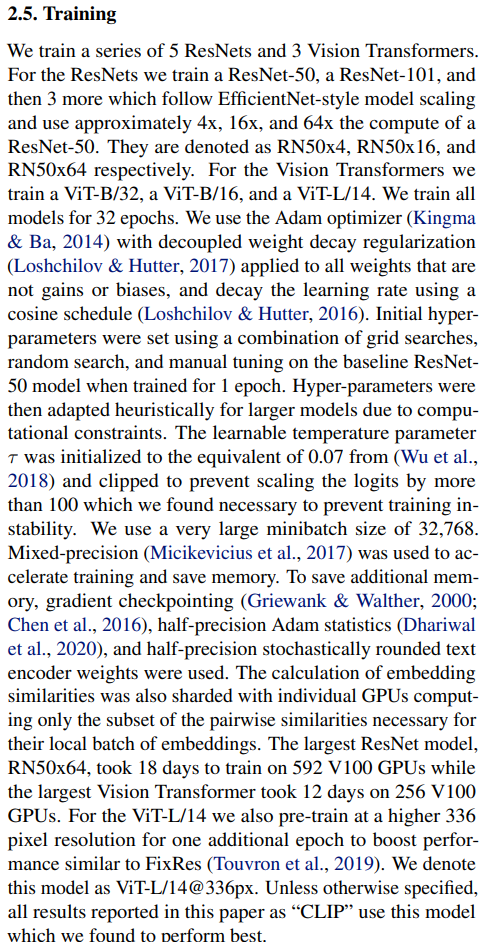 2.5. Training
We train a series of 5 ResNets and 3 Vision Transformers.
For the ResNets we train a ResNet-50, a ResNet-101, and
then 3 more which follow EfficientNet-style model scaling
and use approximately 4x, 16x, and 64x the compute of a
ResNet-50. They are denoted as RN50x4, RN50x16, and
RN50x64 respectively. For the Vision Transformers we
train a ViT-B/32, a ViT-B/16, and a ViT-L/14. We train all
models for 32 epochs. We use the Adam optimizer (Kingma
& Ba, 2014) with decoupled weight decay regularization
(Loshchilov & Hutter, 2017) applied to all weights that are
not gains or biases, and decay the learning rate using a
cosine schedule (Loshchilov & Hutter, 2016). Initial hyper-
parameters were set using a combination of grid searches,
random search, and manual tuning on the baseline ResNet-
50 model when trained for 1 epoch. Hyper-parameters were
then adapted heuristically for larger models due to compu-
tational constraints. The learnable temperature parameter
τ was initialized to the equivalent of 0.07 from (Wu et al.,
2018) and clipped to prevent scaling the logits by more
than 100 which we found necessary to prevent training in-
stability. We use a very large minibatch size of 32,768.
Mixed-precision (Micikevicius et al., 2017) was used to ac-
celerate training and save memory. To save additional mem-
ory, gradient checkpointing (Griewank & Walther, 2000;
Chen et al., 2016), half-precision Adam statistics (Dhariwal
et al., 2020), and half-precision stochastically rounded text
encoder weights were used. The calculation of embedding
similarities was also sharded with individual GPUs comput-
ing only the subset of the pairwise similarities necessary for
their local batch of embeddings. The largest ResNet model,
RN50x64, took 18 days to train on 592 V100 GPUs while
the largest Vision Transformer took 12 days on 256 V100
GPUs. For the ViT-L/14 we also pre-train at a higher 336
pixel resolution for one additional epoch to boost perfor-
mance similar to FixRes (Touvron et al., 2019). We denote
this model as ViT-L/14@336px. Unless otherwise specified,
all results reported in this paper as “CLIP” use this model
which we found to perform best.